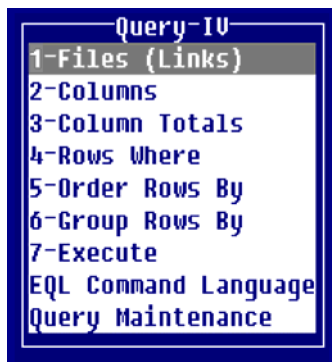 Query-IV
1-Files (Links)
2-Columns
3-Column Totals
4-Rows Where
5-Order Rows By
6-Group Rows By
7-Execute
EQL Command Language
Query Maintenance